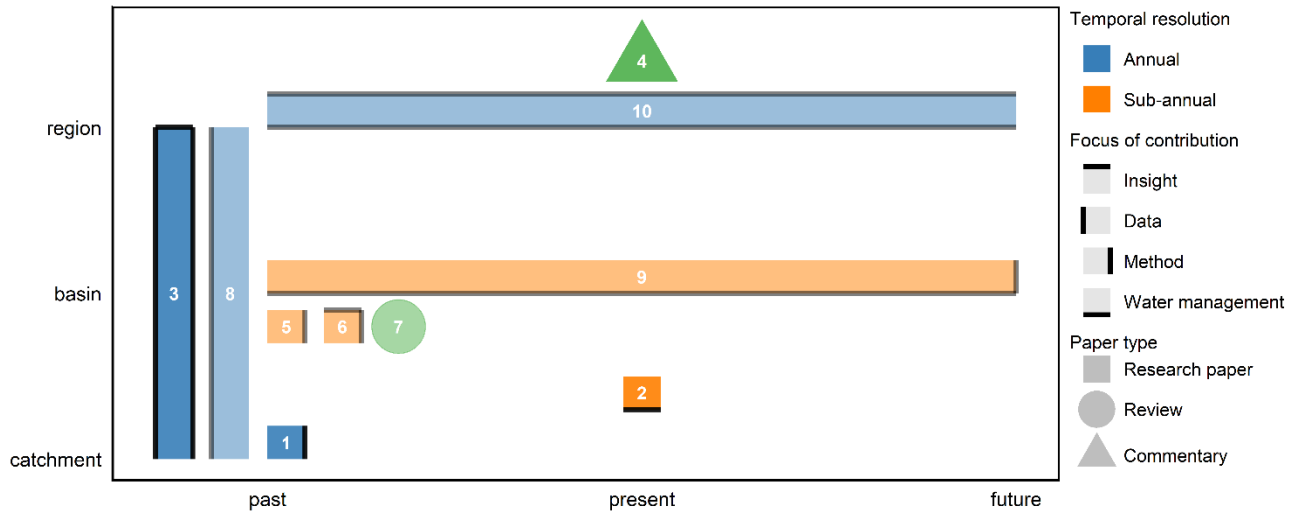 Temporal resolution
Annual
Sub-annual
Focus of contribution
Insight
Data
Method
Water management
Paper type
Research paper
Review
Commentary
region
basin
catchment
4
10
9
3
8
5
6
7
2
1
past
present
future